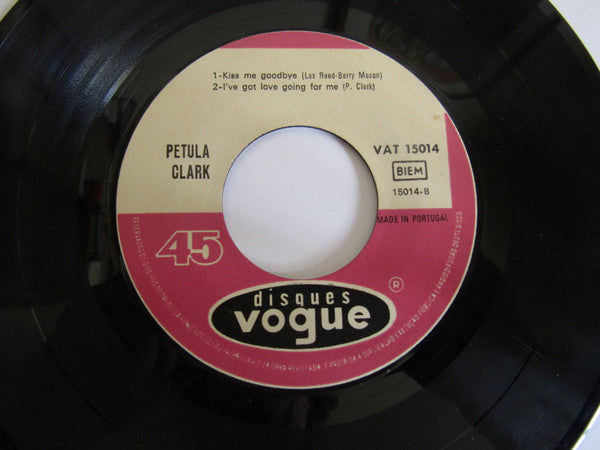 1-Kiss me goodbye (Les Reed-Barry Mason)
2-I've got love going for me (P. Clark)
PETULA
CLARK
VAT 15014
BIEM
15014-B
MADE IN PORTUGAL
45
®
disques
vogue